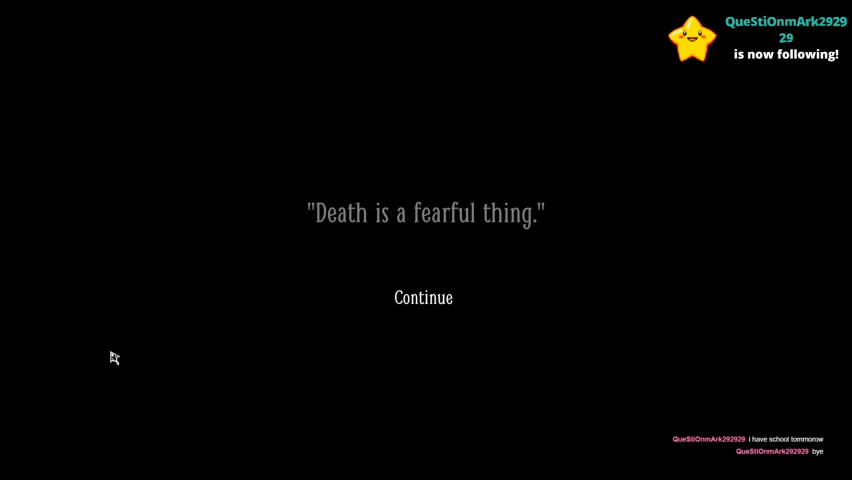 QueStiOnmArk2929
29
is now following!
"Death is a fearful thing."
Continue
QueStiOnmArk292929 i have school tommorow
QueStiOnmArk292929 bye